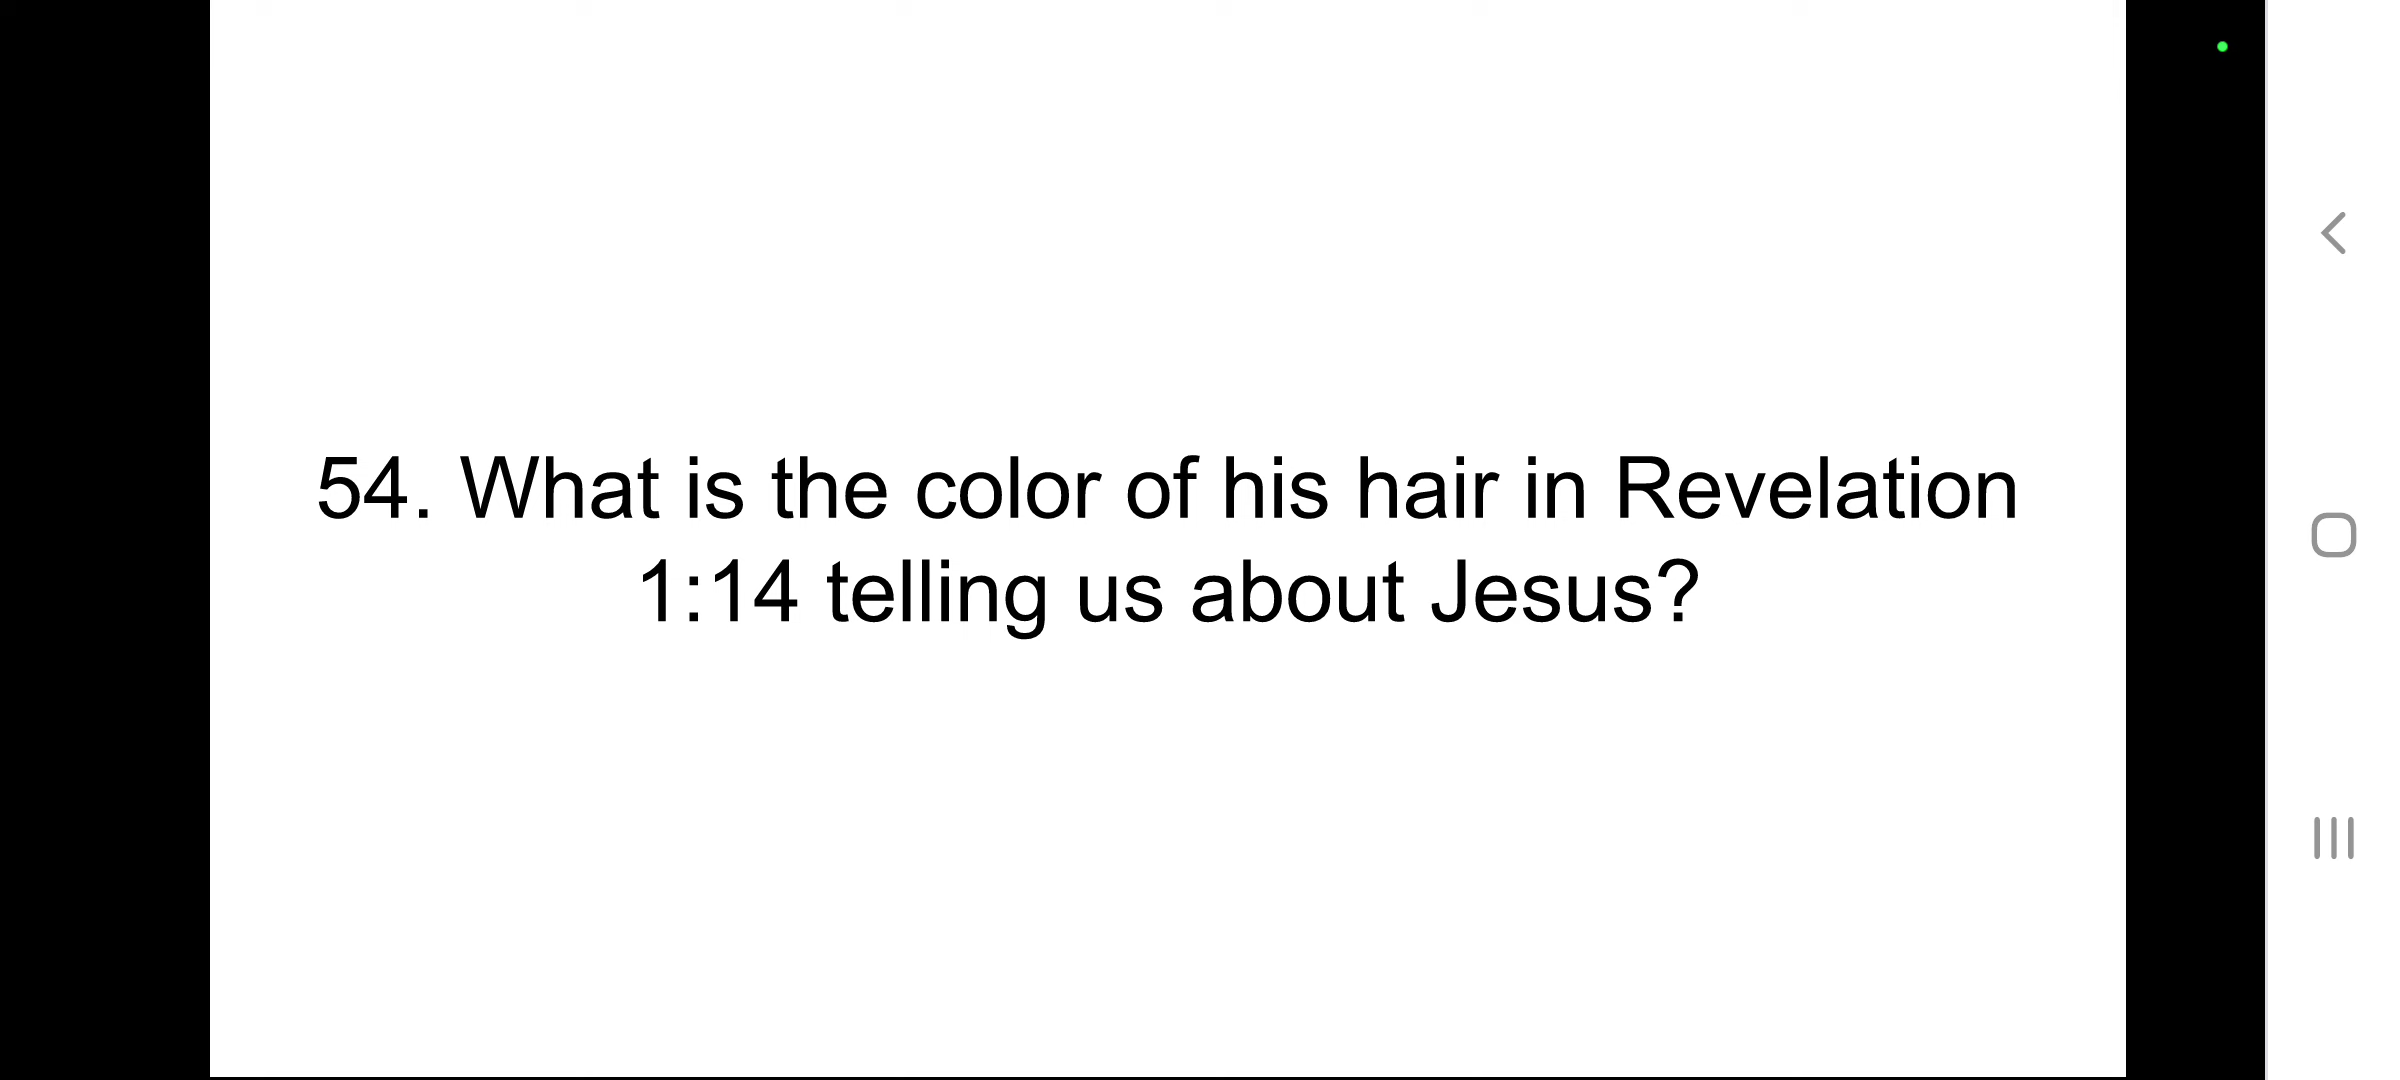 54. What is the color of his hair in Revelation
1:14 telling us about Jesus?